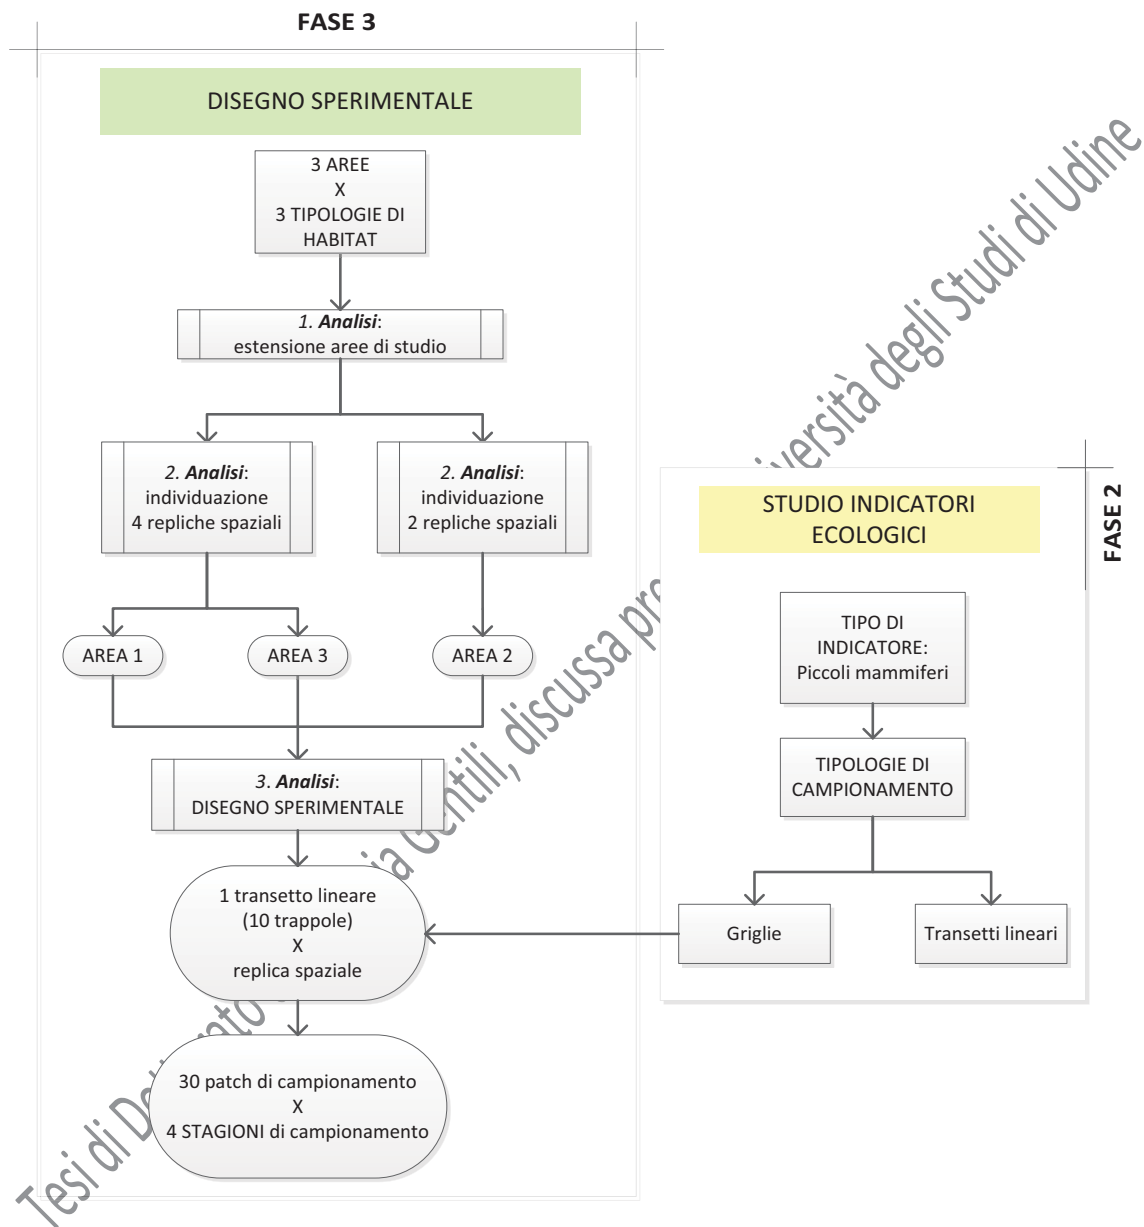 FASE 3
DISEGNO SPERIMENTALE
3 AREE
X
3 TIPOLOGIE DI
HABITAT
1. Analisi:
estensione aree di studio
2. Analisi:
individuazione
4 repliche spaziali
2. Analisi:
individuazione
2 repliche spaziali
AREA 1
AREA 3
AREA 2
3. Analisi:
DISEGNO SPERIMENTALE
1 transetto lineare
(10 trappole)
X
replica spaziale
30 patch di campionamento
X
4 STAGIONI di campionamento
FASE 2
STUDIO INDICATORI
ECOLOGICI
TIPO DI
INDICATORE:
Piccoli mammiferi
TIPOLOGIE DI
CAMPIONAMENTO
Griglie
Transetti lineari
Tesi di Gentili, discussa degli Studi di Udine